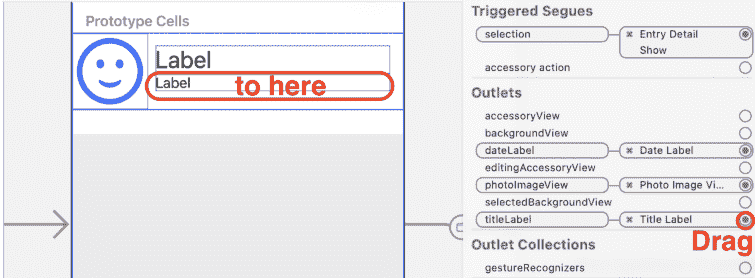 Prototype Cells
Label
Label
to here
Triggered Segues
selection
Entry Detail
Show
accessory action
Outlets
accessoryView
backgroundView
dateLabel
Date Label
editingAccessoryView
photoImageView
Photo Image Vi...
selectedBackgroundView
titleLabel
Title Label
Drag
Outlet Collections
gestureRecognizers